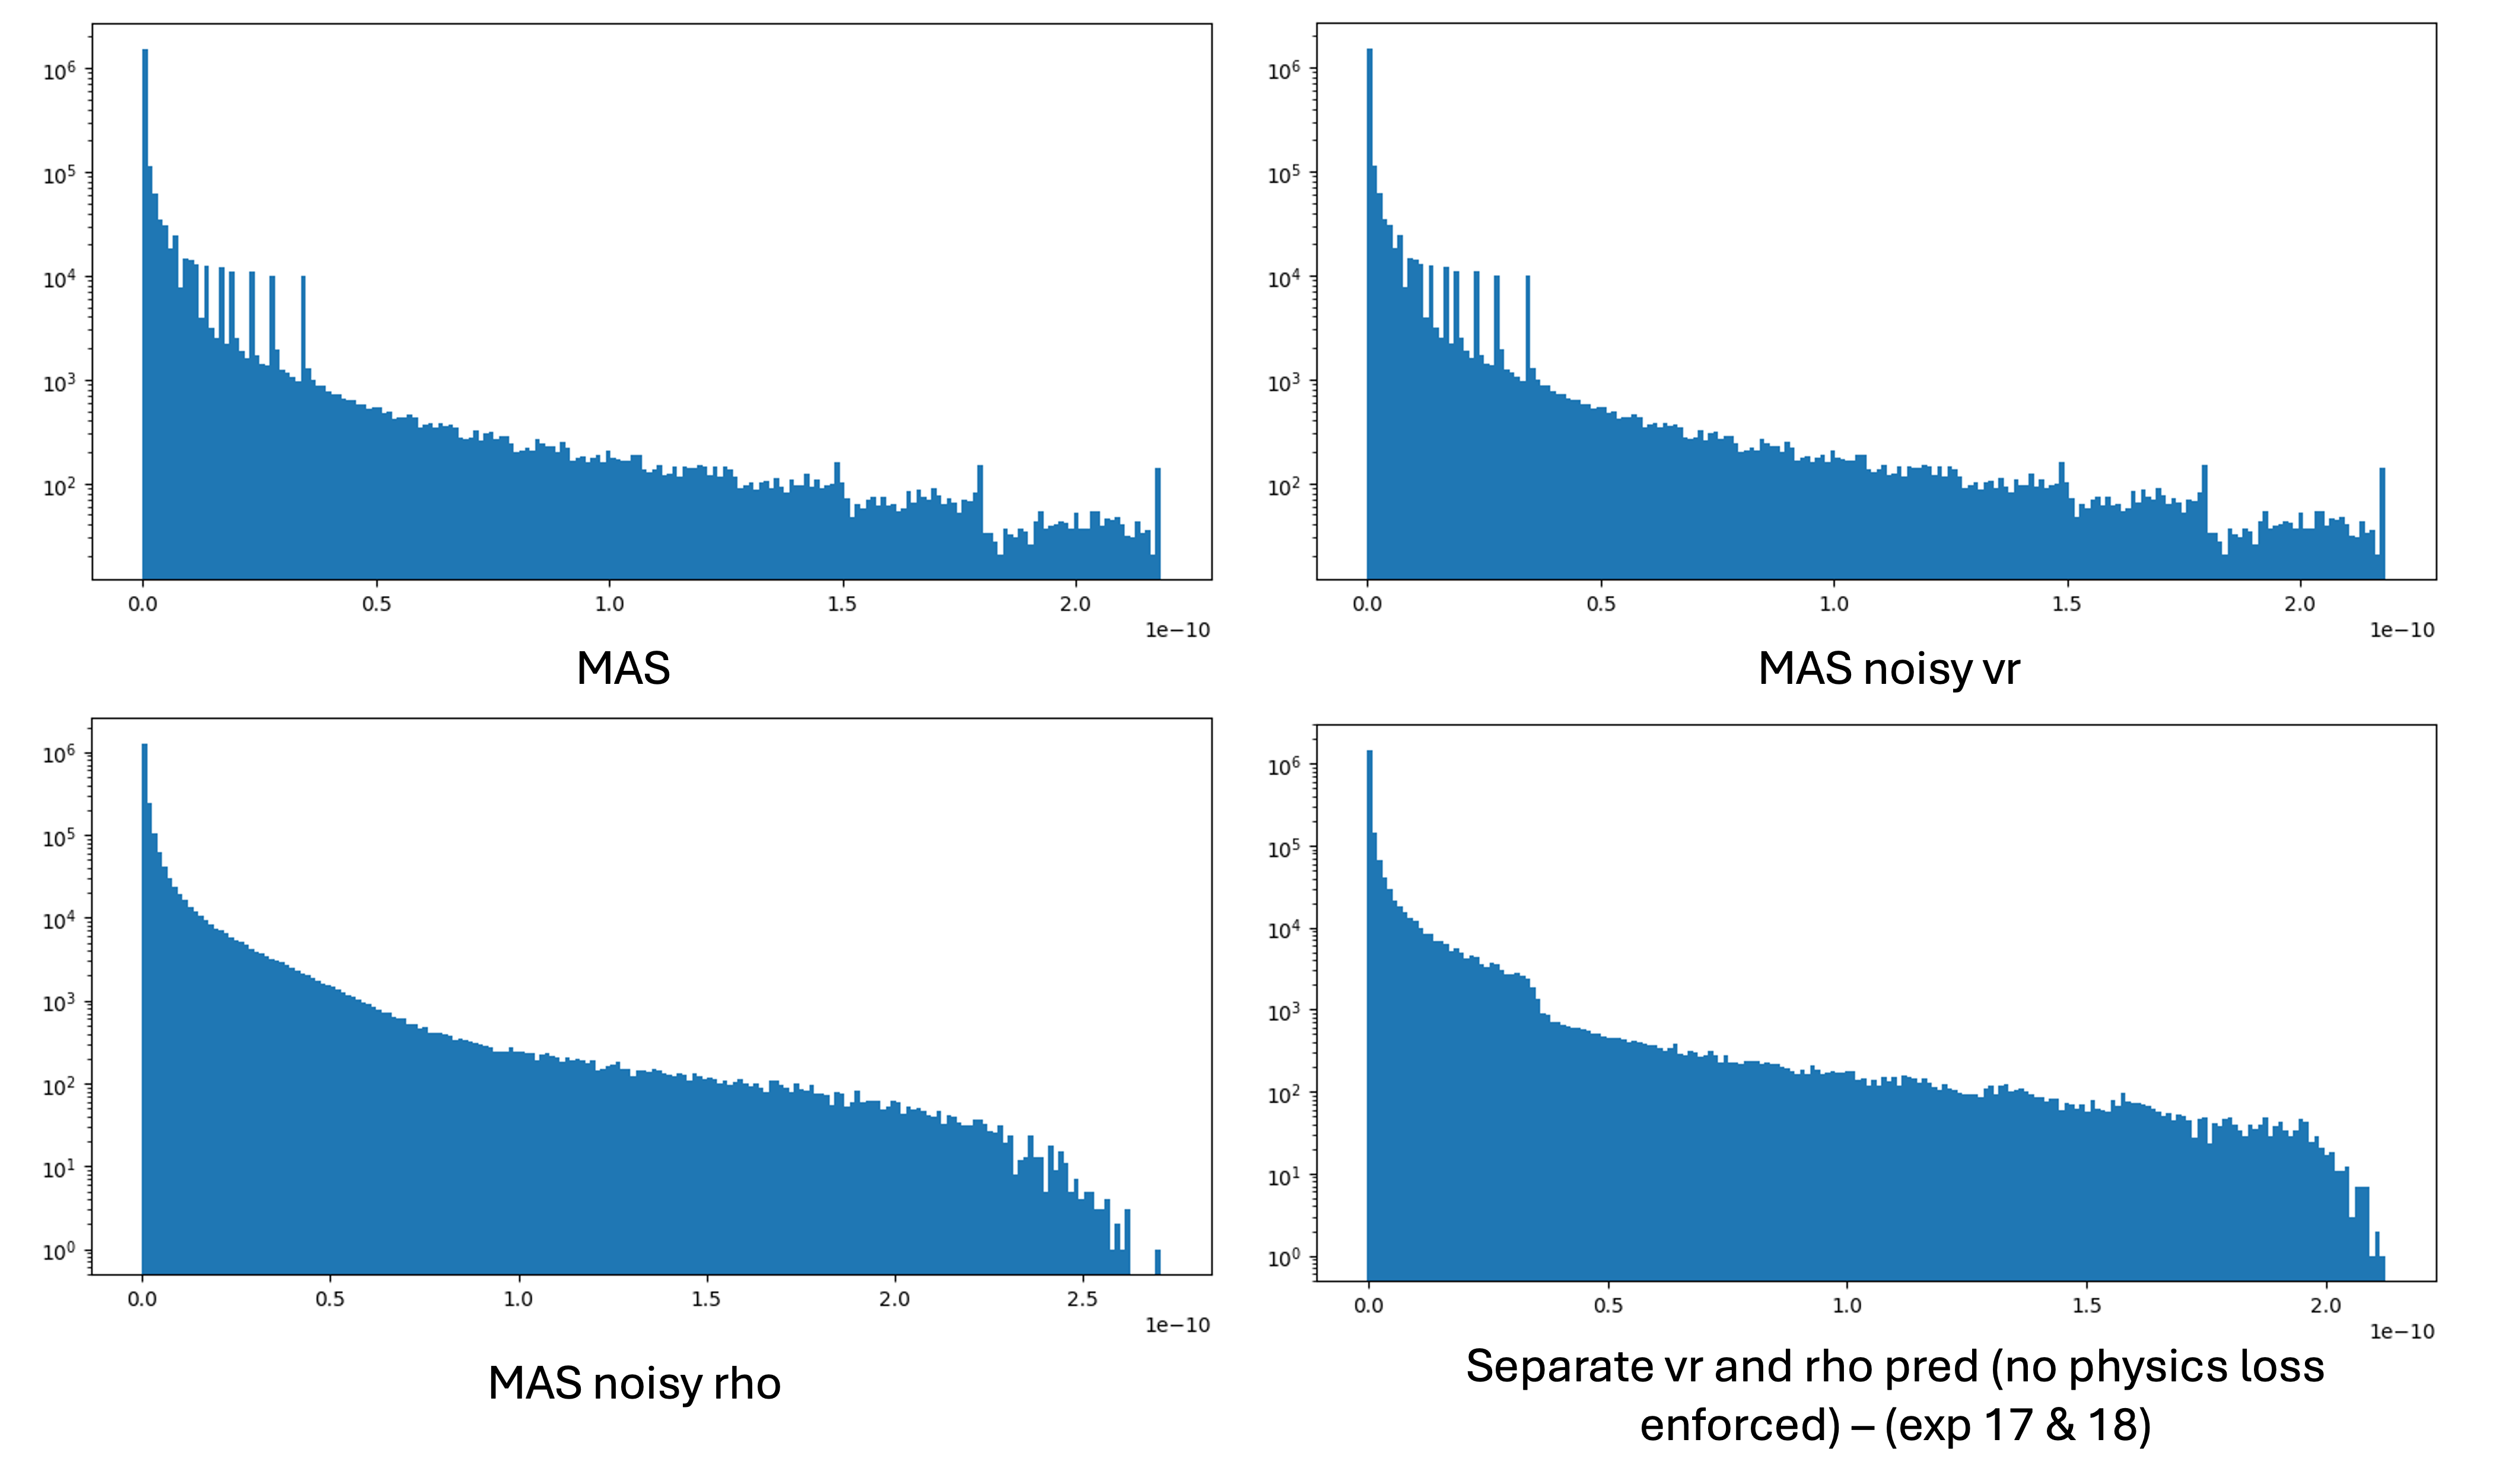 10⁶
10⁵
10⁴
10³
10²
0.0 0.5 1.0 1.5 2.0
1e−10
MAS
10⁶
10⁵
10⁴
10³
10²
0.0 0.5 1.0 1.5 2.0
1e−10
MAS noisy vr
10⁶
10⁵
10⁴
10³
10²
10¹
10⁰
0.0 0.5 1.0 1.5 2.0 2.5
1e−10
MAS noisy rho
10⁶
10⁵
10⁴
10³
10²
10¹
10⁰
0.0 0.5 1.0 1.5 2.0
1e−10
Separate vr and rho pred (no physics loss
enforced) – (exp 17 & 18)